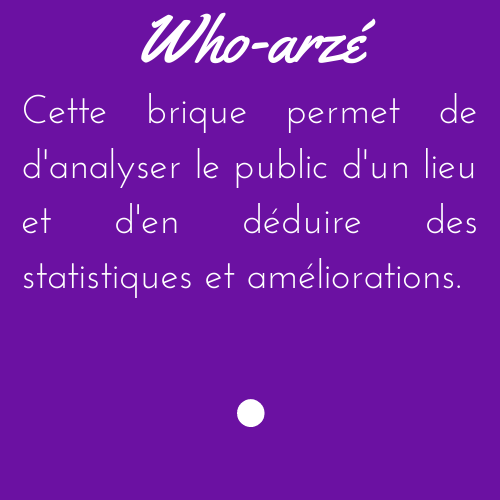 Who-arzé
Cette brique permet de
d'analyser le public d'un lieu
et d'en déduire des
statistiques et améliorations.